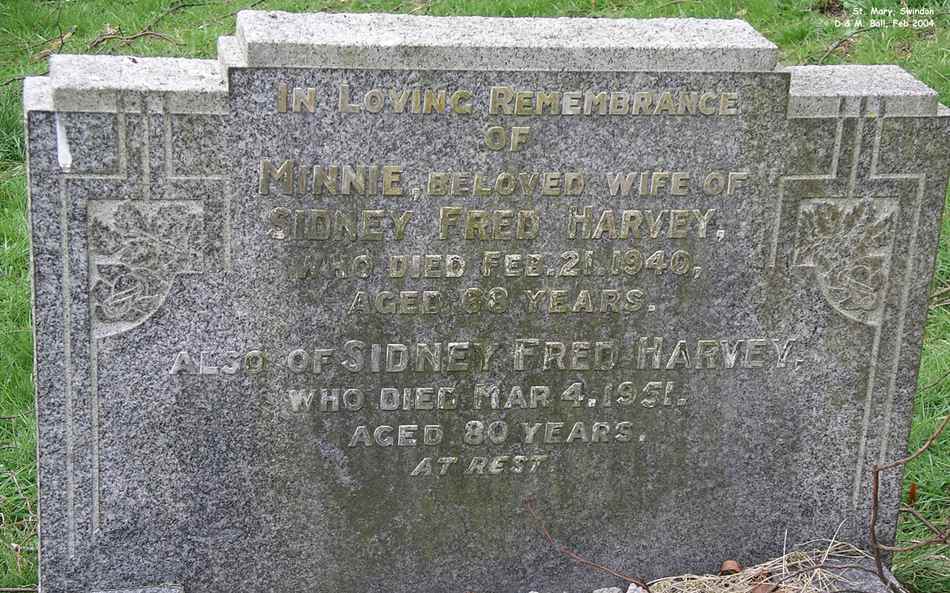 St. Mary, Swindon
D & M. Ball, Feb 2004
IN LOVING REMEMBRANCE
OF
MINNIE, BELOVED WIFE OF
SIDNEY FRED HARVEY,
WHO DIED FEB. 21. 1940,
AGED 68 YEARS.
ALSO OF SIDNEY FRED HARVEY,
WHO DIED MAR 4. 1951.
AGED 80 YEARS.
AT REST.